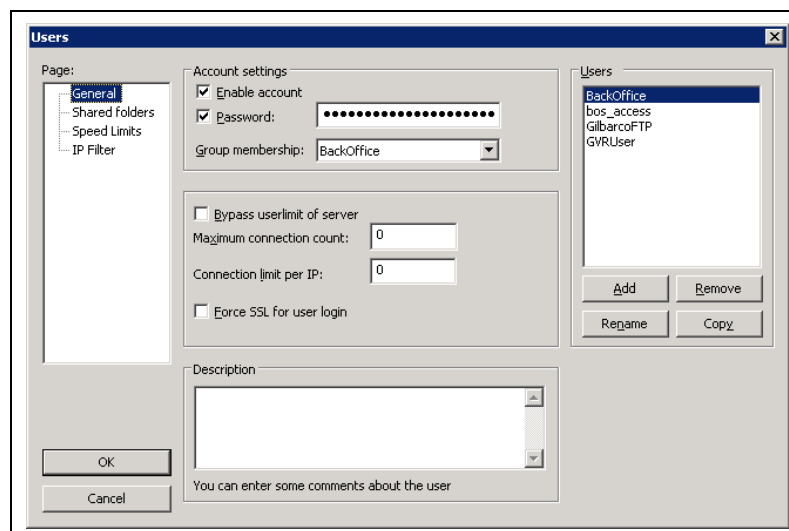 Users
Page:
General
Shared folders
Speed Limits
IP Filter
OK
Cancel
Account settings
Enable account
Password: ●●●●●●●●●●●●●●●●●●●●●
Group membership: BackOffice
Bypass userlimit of server
Maximum connection count: 0
Connection limit per IP: 0
Force SSL for user login
Description
You can enter some comments about the user
Users
BackOffice
bos_access
GilbarcoFTP
GVRUser
Add Remove
Rename Copy